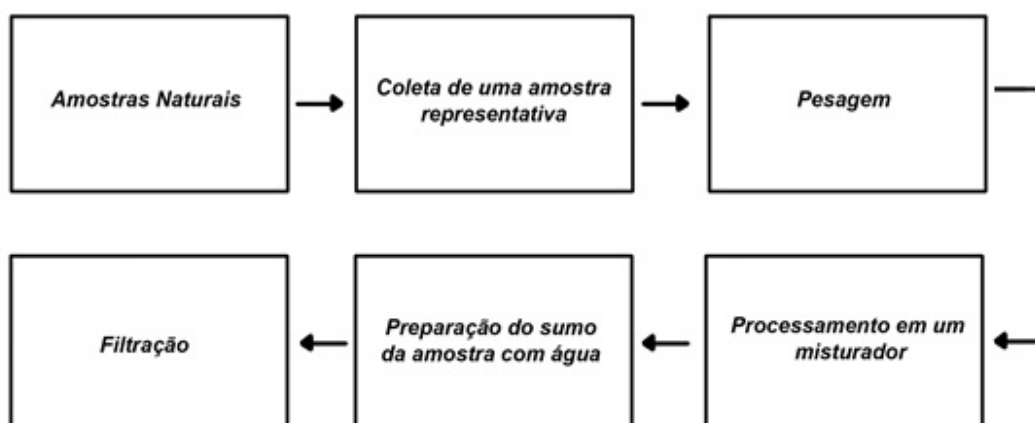 Amostras Naturais
Coleta de uma amostra
representativa
Pesagem
Processamento em um
misturador
Preparação do sumo
da amostra com água
Filtração